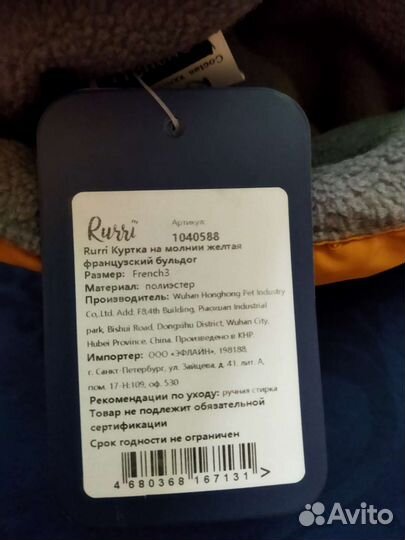 Состав
Rurri
Артикул:
1040588
Rurri Куртка на молнии желтая
французский бульдог
Размер: French3
Материал: полиэстер
Производитель: Wuhan Honghong Pet Industry
Co,Ltd. Add: F8,4th Building, Piaoxuan Industrial
park, Bishui Road, Dongxihu District, Wuhan City,
Hubei Province, China. Произведено в КНР.
Импортер: ООО «ЭФЛАЙН», 198188,
г. Санкт-Петербург, ул. Зайцева, д. 41. лит. А,
пом. 17-Н:109, оф. 530
Рекомендации по уходу: ручная стирка
Товар не подлежит обязательной
сертификации
Срок годности не ограничен
4 680368 167131 >
Avito